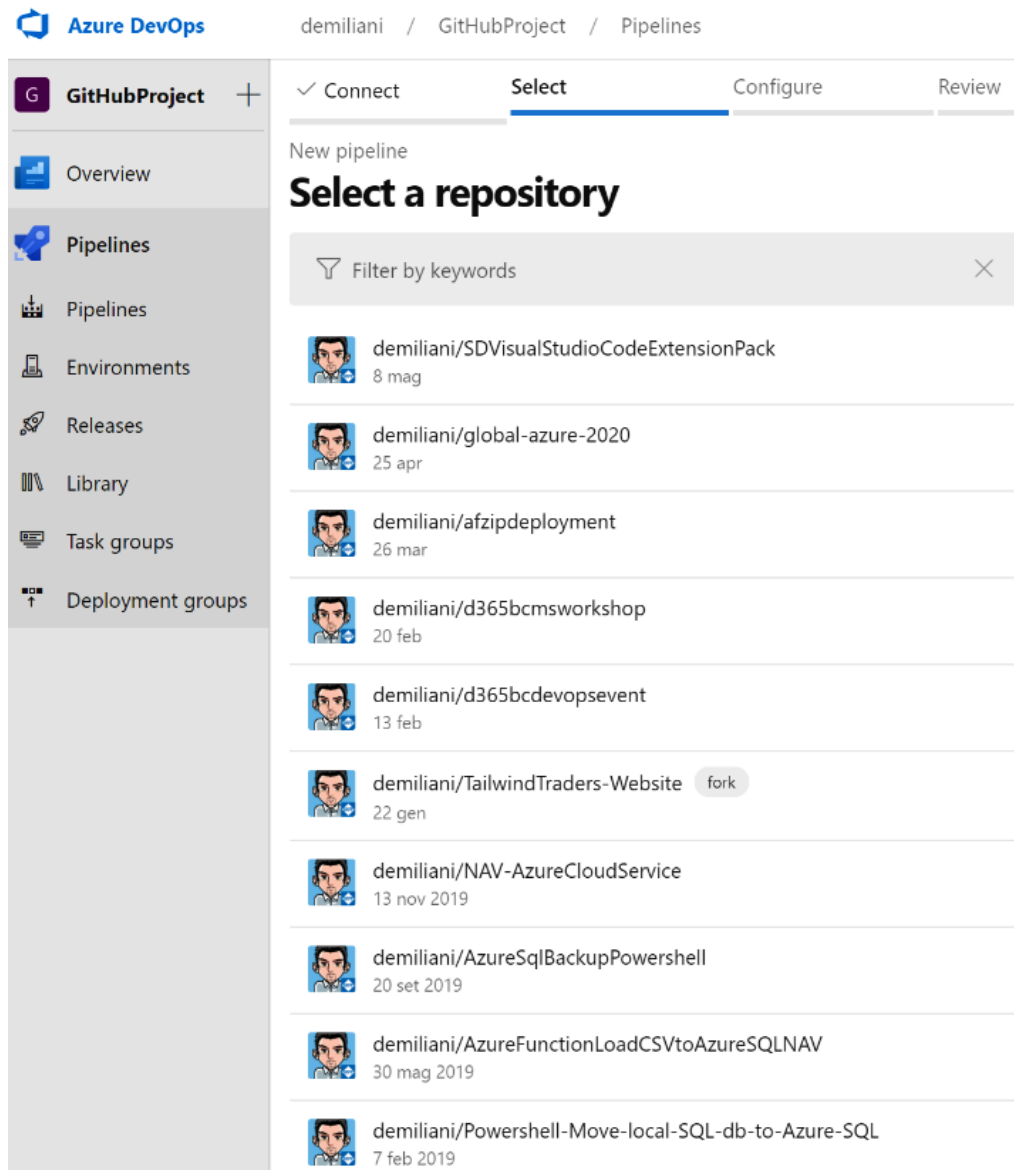 Azure DevOps
demiliani / GitHubProject / Pipelines
G GitHubProject
Overview
Pipelines
Pipelines
Environments
Releases
Library
Task groups
Deployment groups
Connect Select Configure Review
New pipeline
Select a repository
Filter by keywords
demiliani/SDVisualStudioCodeExtensionPack
8 mag
demiliani/global-azure-2020
25 apr
demiliani/afzipdeployment
26 mar
demiliani/d365bcmsworkshop
20 feb
demiliani/d365bcdevopsevent
13 feb
demiliani/TailwindTraders-Website fork
22 gen
demiliani/NAV-AzureCloudService
13 nov 2019
demiliani/AzureSqlBackupPowershell
20 set 2019
demiliani/AzureFunctionLoadCSVtoAzureSQLNAV
30 mag 2019
demiliani/Powershell-Move-local-SQL-db-to-Azure-SQL
7 feb 2019